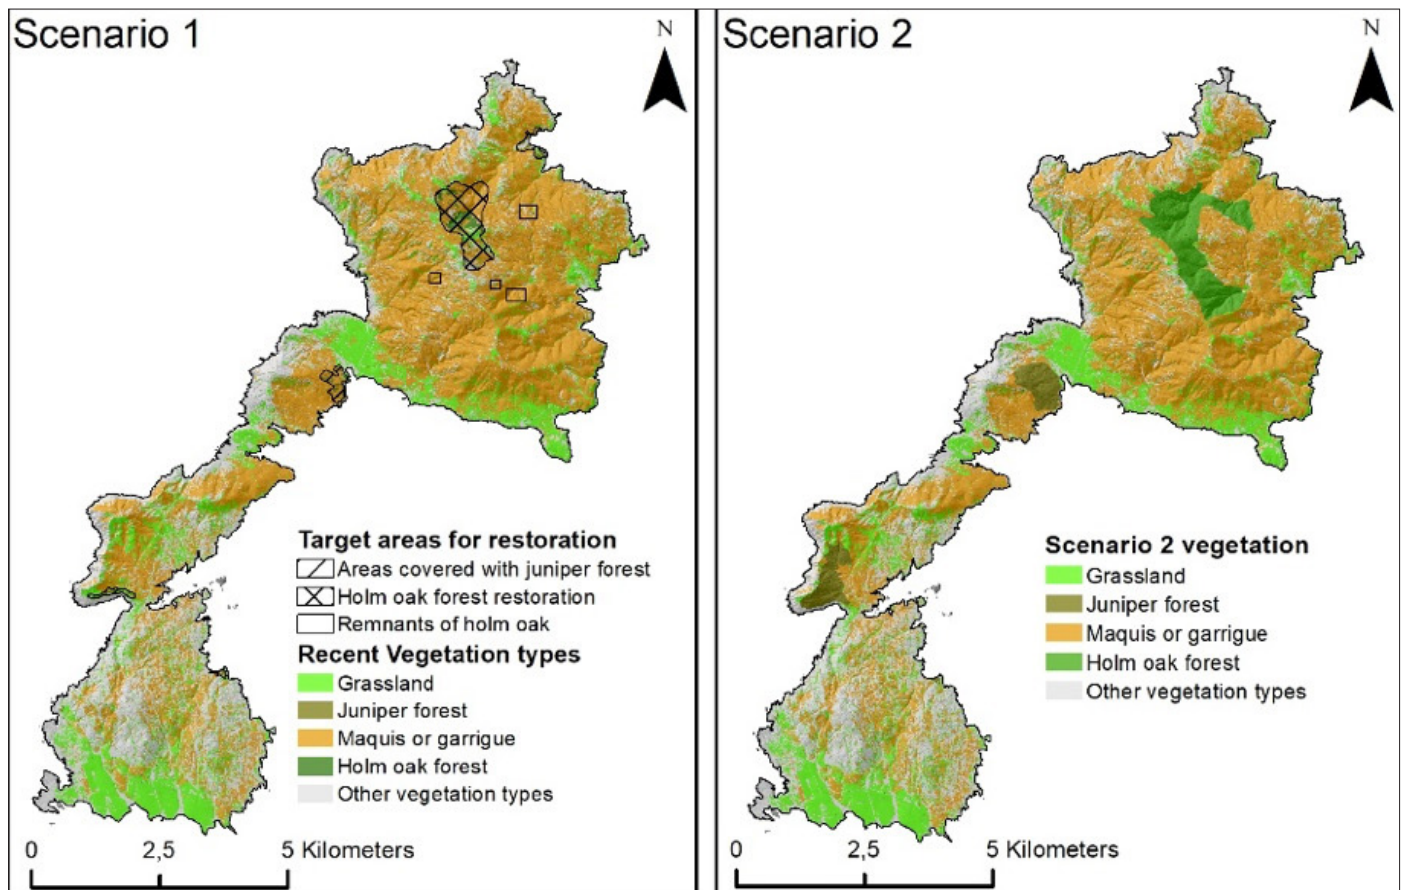 Scenario 1
N
Target areas for restoration
Areas covered with juniper forest
Holm oak forest restoration
Remnants of holm oak
Recent Vegetation types
Grassland
Juniper forest
Maquis or garrigue
Holm oak forest
Other vegetation types
0 2,5 5 Kilometers
Scenario 2
N
Scenario 2 vegetation
Grassland
Juniper forest
Maquis or garrigue
Holm oak forest
Other vegetation types
0 2,5 5 Kilometers